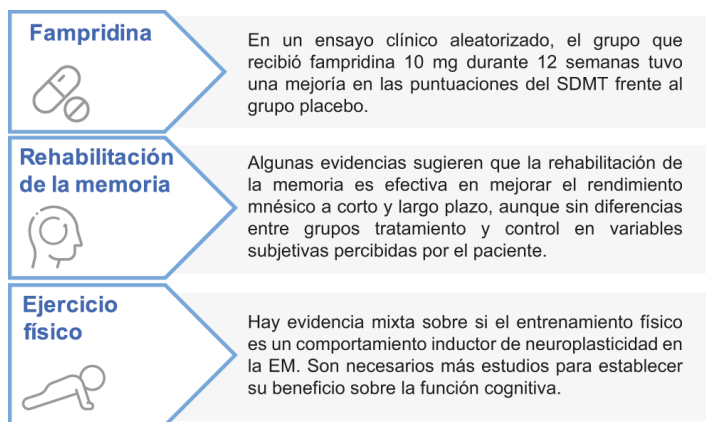 Fampridina
En un ensayo clínico aleatorizado, el grupo que
recibió fampridina 10 mg durante 12 semanas tuvo
una mejoría en las puntuaciones del SDMT frente al
grupo placebo.
Rehabilitación
de la memoria
Algunas evidencias sugieren que la rehabilitación de
la memoria es efectiva en mejorar el rendimiento
mnésico a corto y largo plazo, aunque sin diferencias
entre grupos tratamiento y control en variables
subjetivas percibidas por el paciente.
Ejercicio
físico
Hay evidencia mixta sobre si el entrenamiento físico
es un comportamiento inductor de neuroplasticidad en
la EM. Son necesarios más estudios para establecer
su beneficio sobre la función cognitiva.